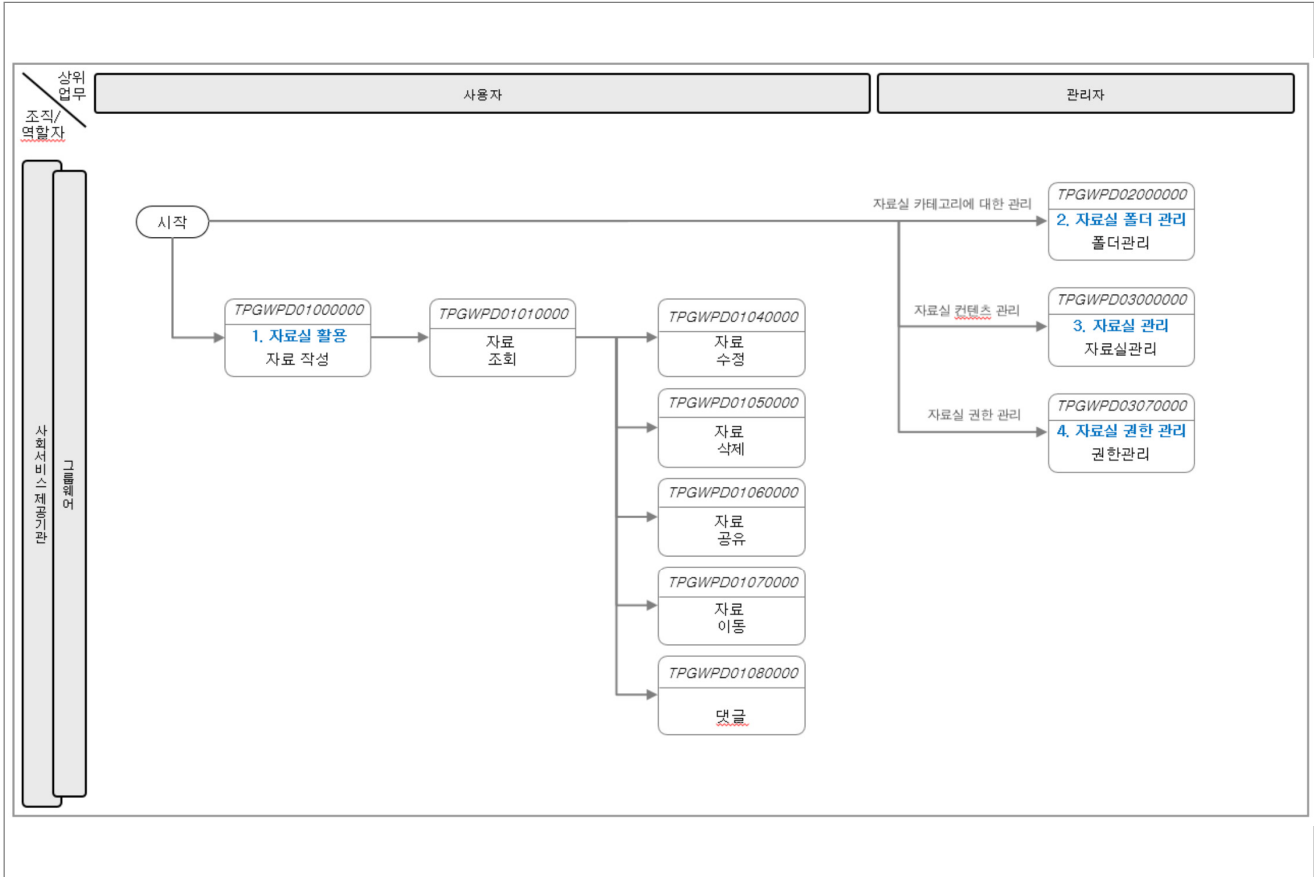 상위
업무
조직/
역할자
사용자
관리자
사회서비스 제공기관
그룹웨어
시작
자료실 카테고리에 대한 관리
TPGWPD02000000
2. 자료실 폴더 관리
폴더관리
자료실 컨텐츠 관리
TPGWPD03000000
3. 자료실 관리
자료실관리
자료실 권한 관리
TPGWPD03070000
4. 자료실 권한 관리
권한관리
TPGWPD01000000
1. 자료실 활용
자료 작성
TPGWPD01010000
자료
조회
TPGWPD01040000
자료
수정
TPGWPD01050000
자료
삭제
TPGWPD01060000
자료
공유
TPGWPD01070000
자료
이동
TPGWPD01080000
댓글